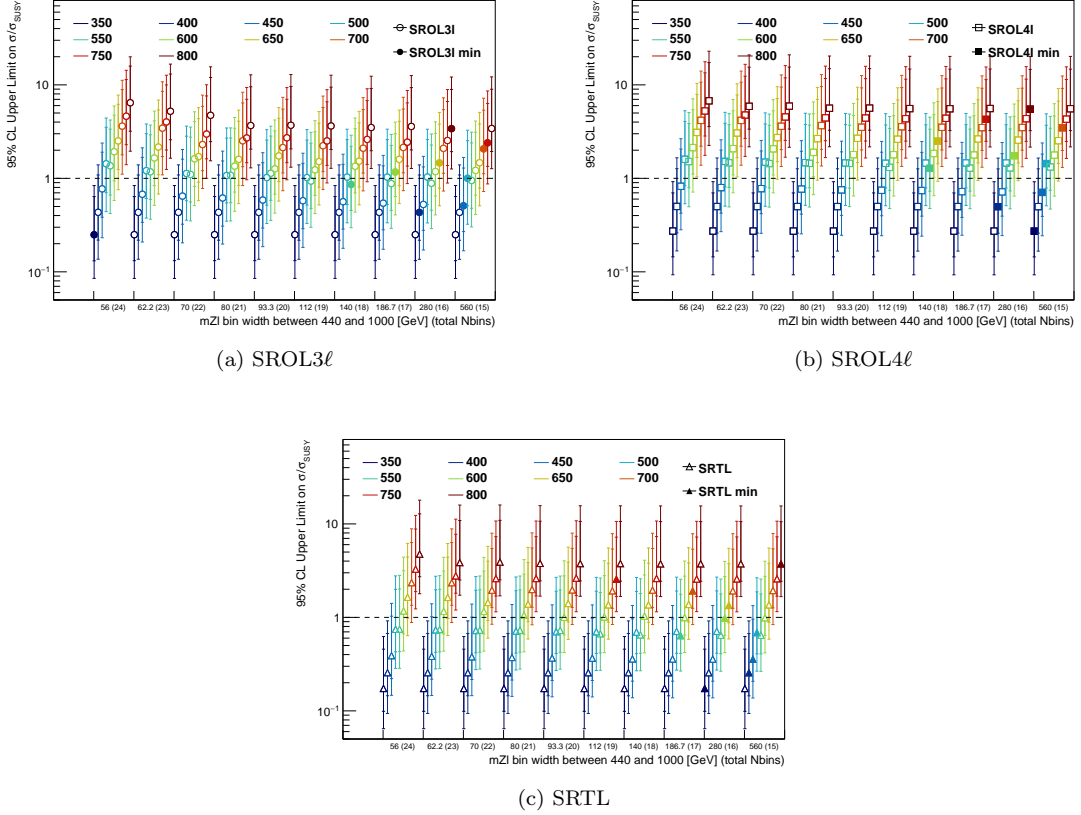 95% CL Upper Limit on σ/σSUSY
350 400 450 500
550 600 650 700
750 800
SROL3l
SROL3l min
10
1
10⁻¹
56 (24) 62.2 (23) 70 (22) 80 (21) 93.3 (20) 112 (19) 140 (18) 186.7 (17) 280 (16) 560 (15)
mZl bin width between 440 and 1000 [GeV] (total Nbins)
(a) SROL3ℓ
95% CL Upper Limit on σ/σSUSY
350 400 450 500
550 600 650 700
750 800
SROL4l
SROL4l min
10
1
10⁻¹
56 (24) 62.2 (23) 70 (22) 80 (21) 93.3 (20) 112 (19) 140 (18) 186.7 (17) 280 (16) 560 (15)
mZl bin width between 440 and 1000 [GeV] (total Nbins)
(b) SROL4ℓ
95% CL Upper Limit on σ/σSUSY
350 400 450 500
550 600 650 700
750 800
SRTL
SRTL min
10
1
10⁻¹
56 (24) 62.2 (23) 70 (22) 80 (21) 93.3 (20) 112 (19) 140 (18) 186.7 (17) 280 (16) 560 (15)
mZl bin width between 440 and 1000 [GeV] (total Nbins)
(c) SRTL